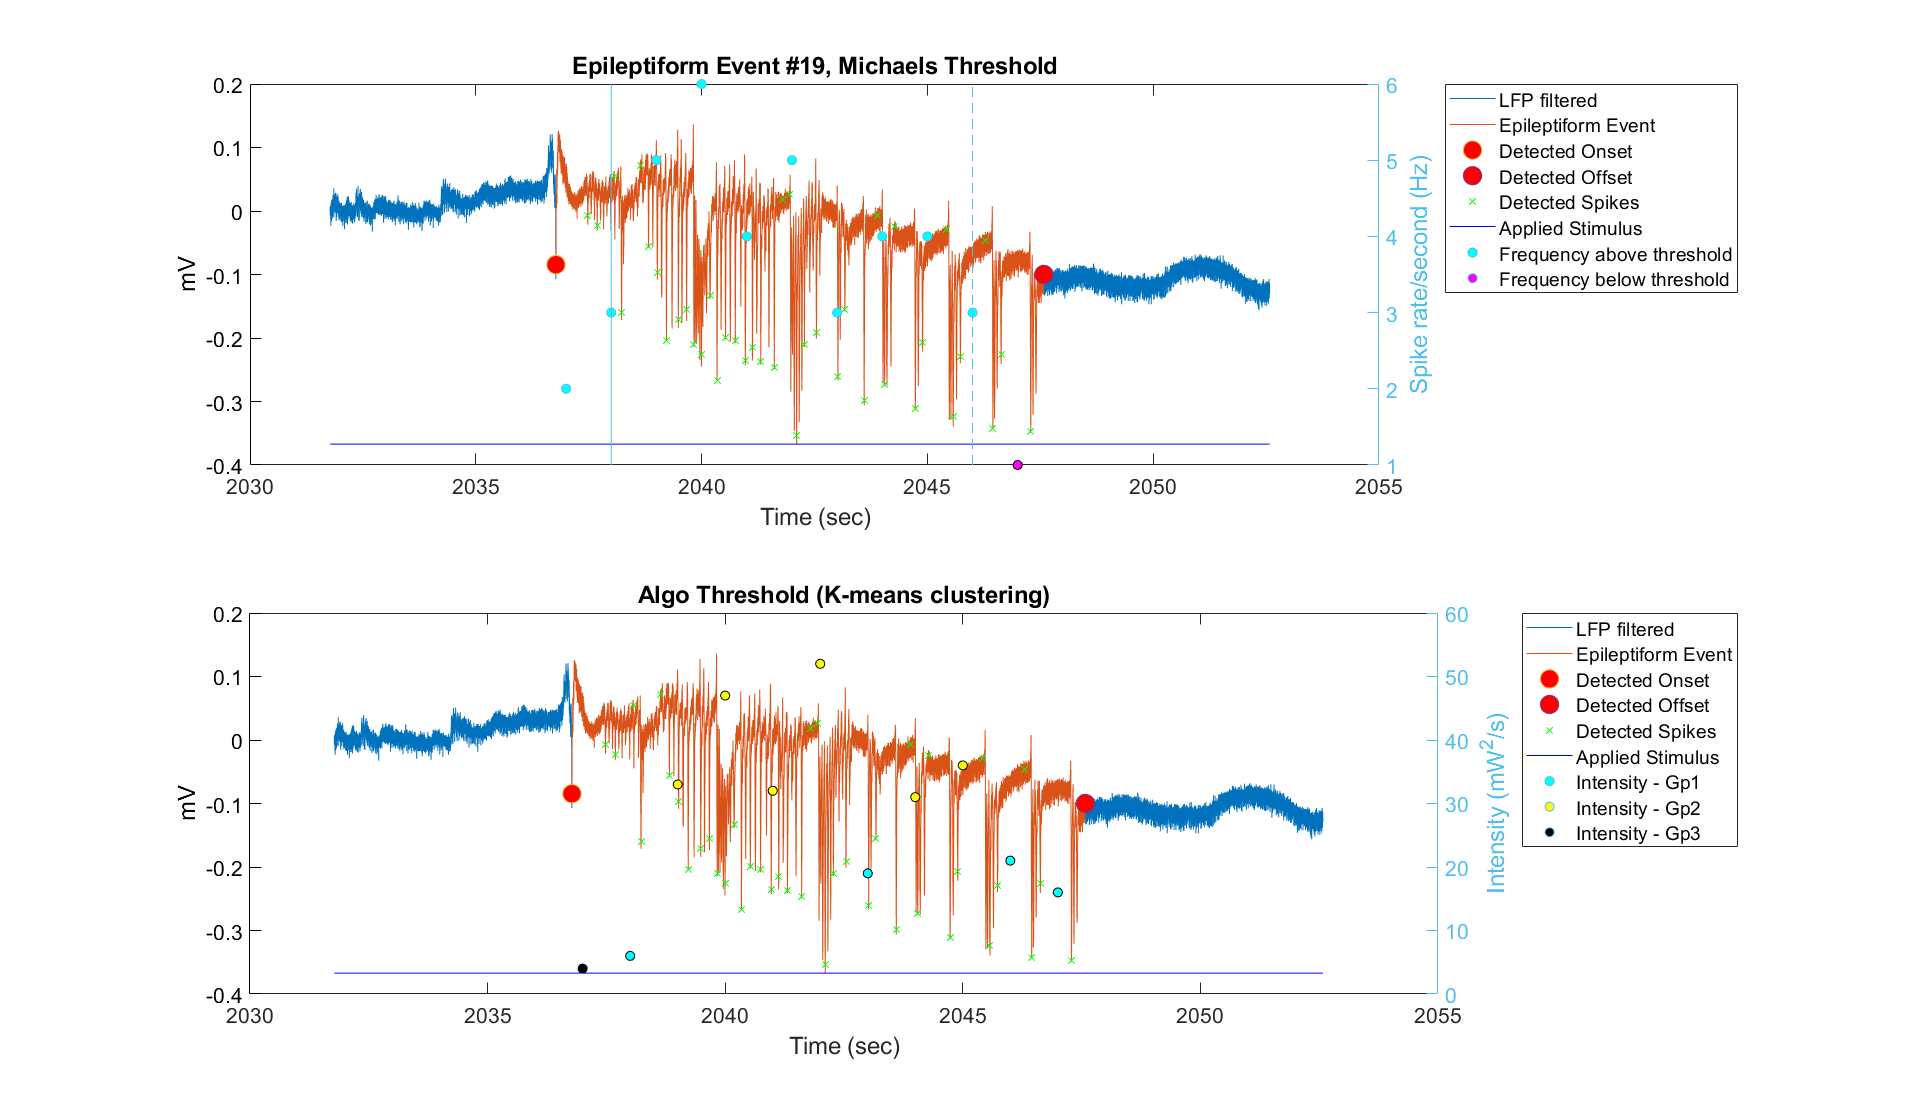 Epileptiform Event #19, Michaels Threshold
0.2
0.1
0
-0.1
-0.2
-0.3
-0.4
mV
2030
2035
2040
2045
2050
2055
Time (sec)
6
5
4
3
2
1
Spike rate/second (Hz)
LFP filtered
Epileptiform Event
Detected Onset
Detected Offset
Detected Spikes
Applied Stimulus
Frequency above threshold
Frequency below threshold
Algo Threshold (K-means clustering)
0.2
0.1
0
-0.1
-0.2
-0.3
-0.4
mV
2030
2035
2040
2045
2050
2055
Time (sec)
60
50
40
30
20
10
0
Intensity (mW²/s)
LFP filtered
Epileptiform Event
Detected Onset
Detected Offset
Detected Spikes
Applied Stimulus
Intensity - Gp1
Intensity - Gp2
Intensity - Gp3